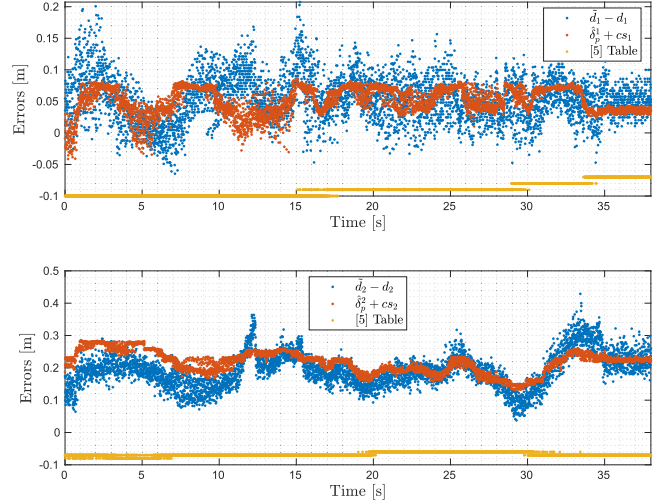 0.2
0.15
0.1
0.05
0
-0.05
-0.1
Errors [m]
d̃₁ − d₁
δ̂ₚ¹ + cs₁
[5] Table
0 5 10 15 20 25 30 35
Time [s]
0.5
0.4
0.3
0.2
0.1
0
-0.1
Errors [m]
d̃₂ − d₂
δ̂ₚ² + cs₂
[5] Table
0 5 10 15 20 25 30 35
Time [s]